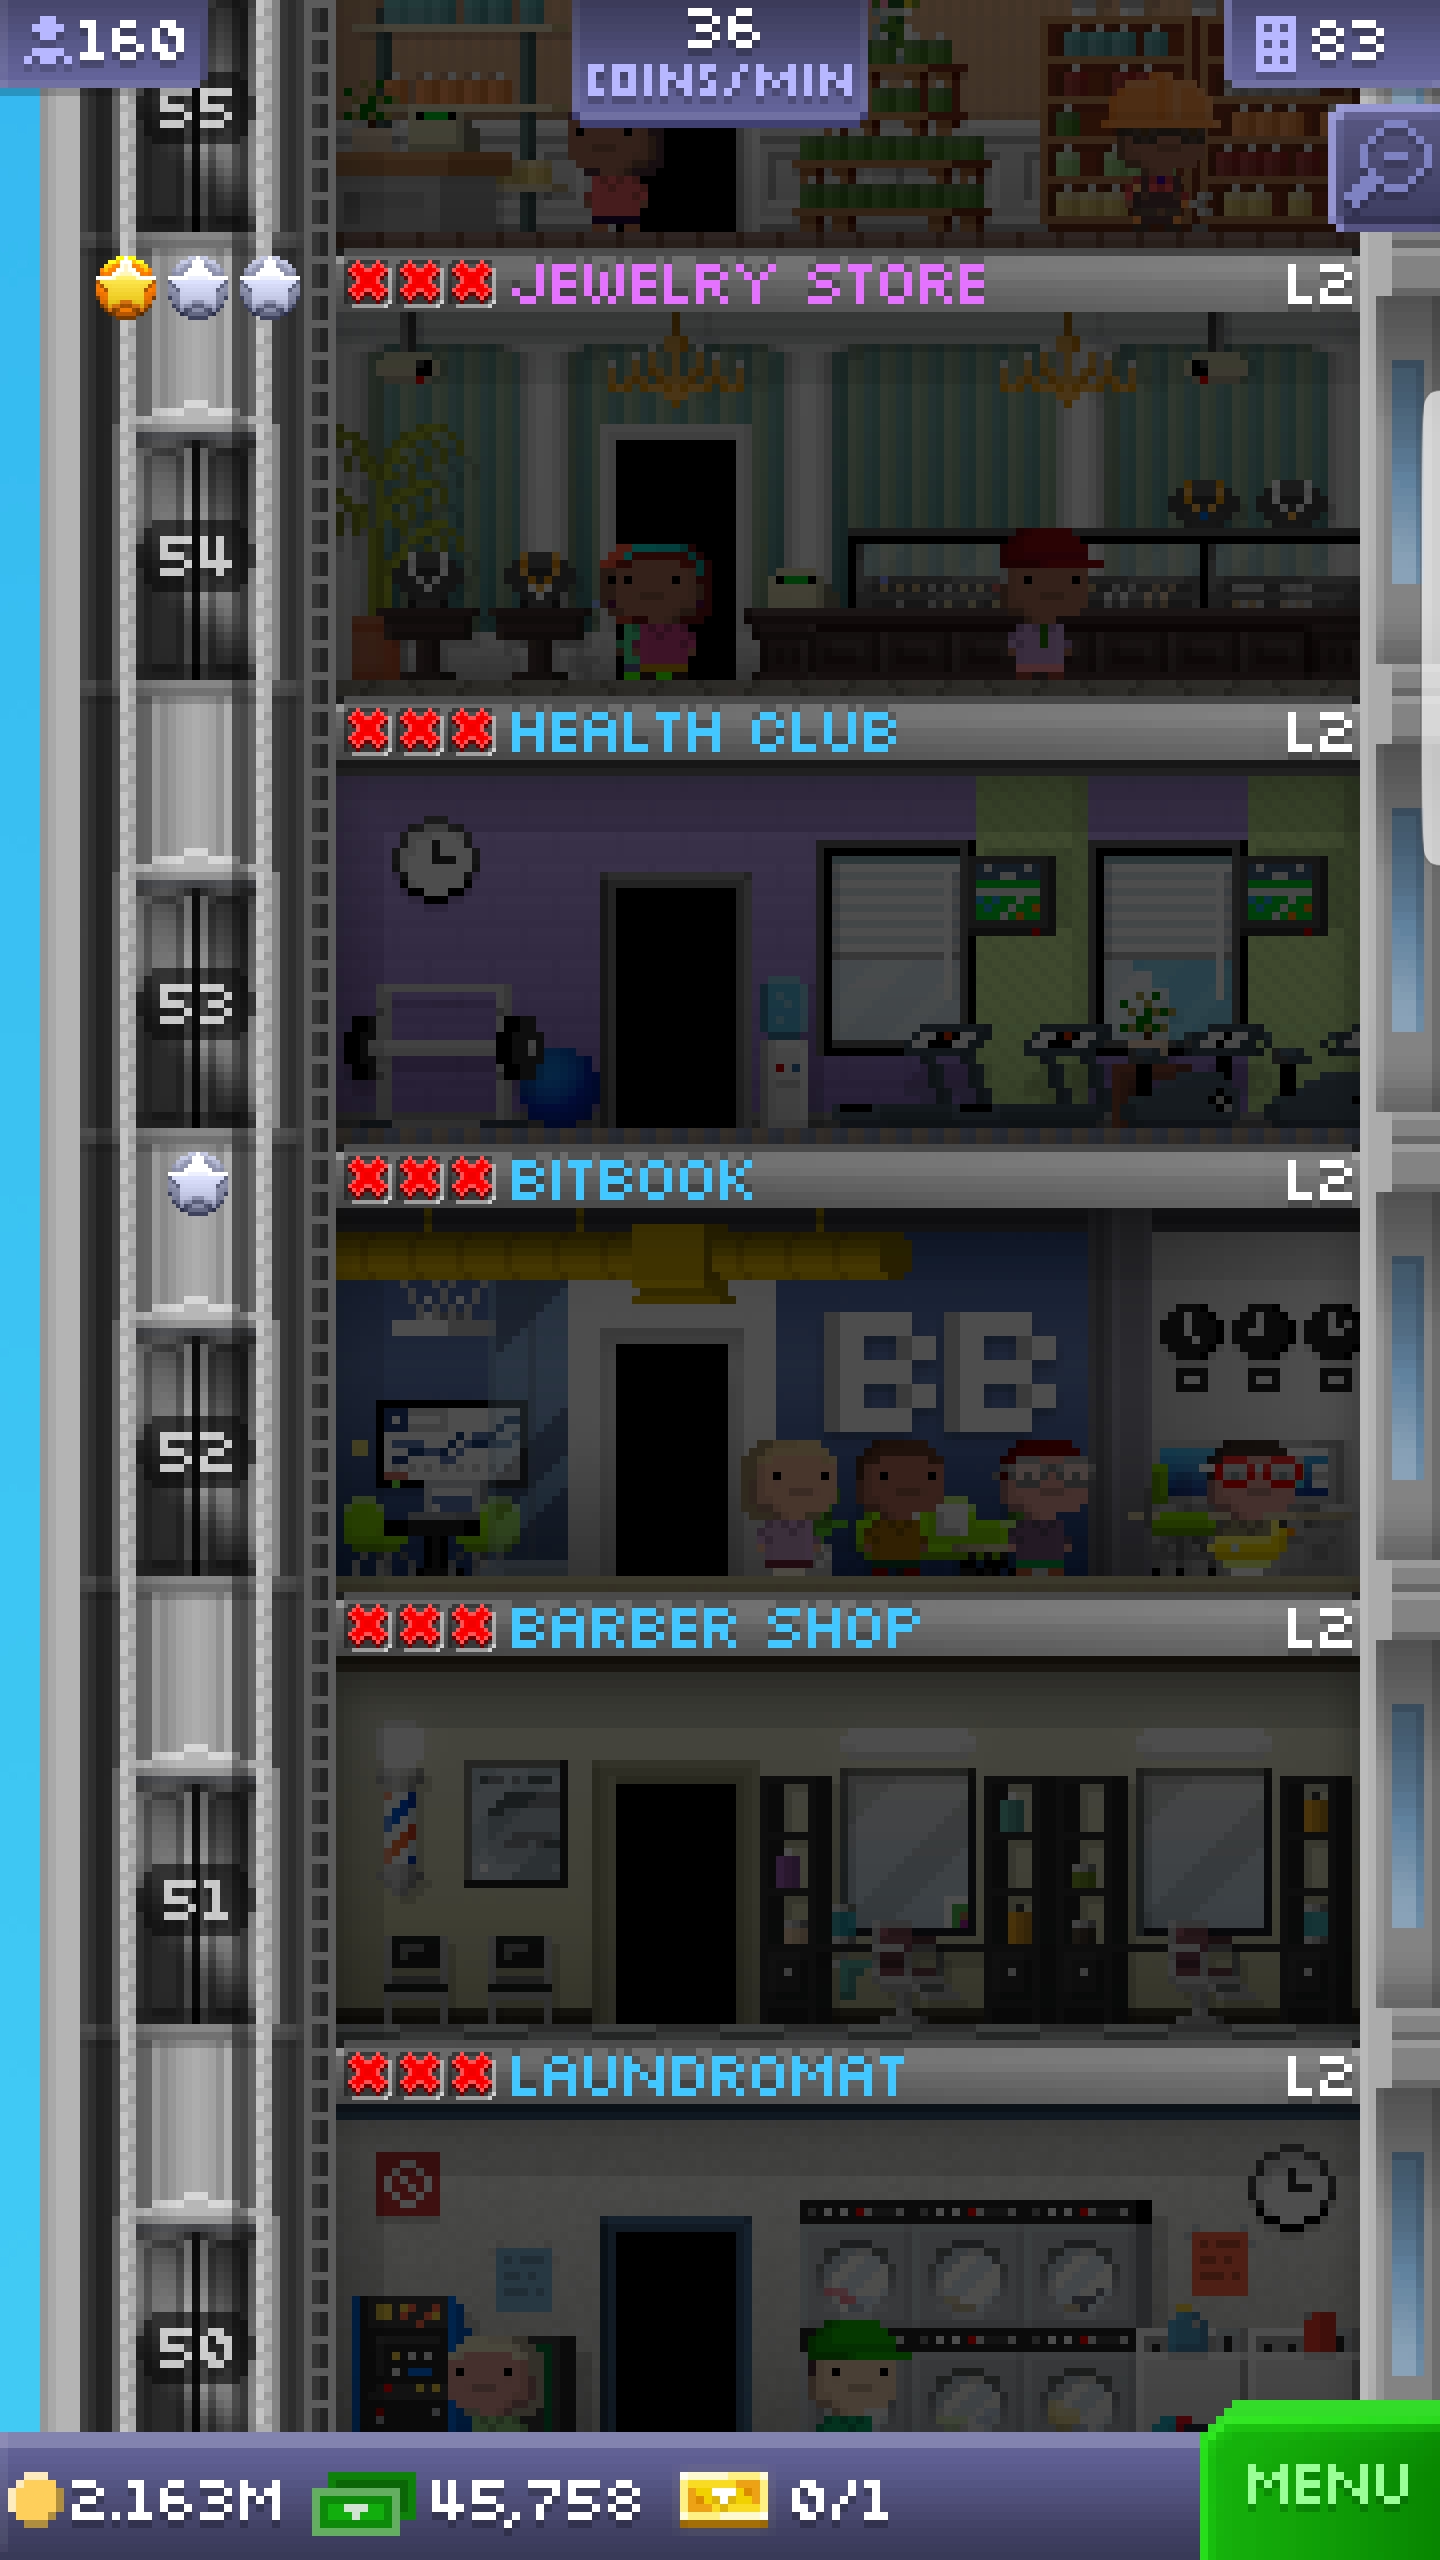 160
36
COINS/MIN
83
55
JEWELRY STORE L2
54
HEALTH CLUB L2
53
BITBOOK L2
BB
52
BARBER SHOP L2
51
LAUNDROMAT L2
50
2.163M 45,758 0/1
MENU